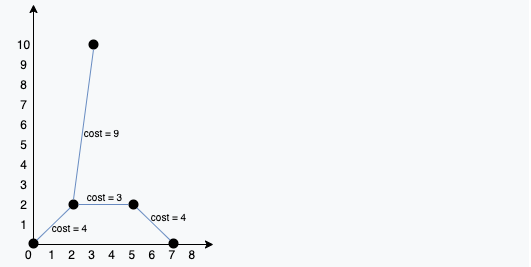 10
9
8
7
6
cost = 9
5
4
3
cost = 3
2
cost = 4
1
cost = 4
0 1 2 3 4 5 6 7 8